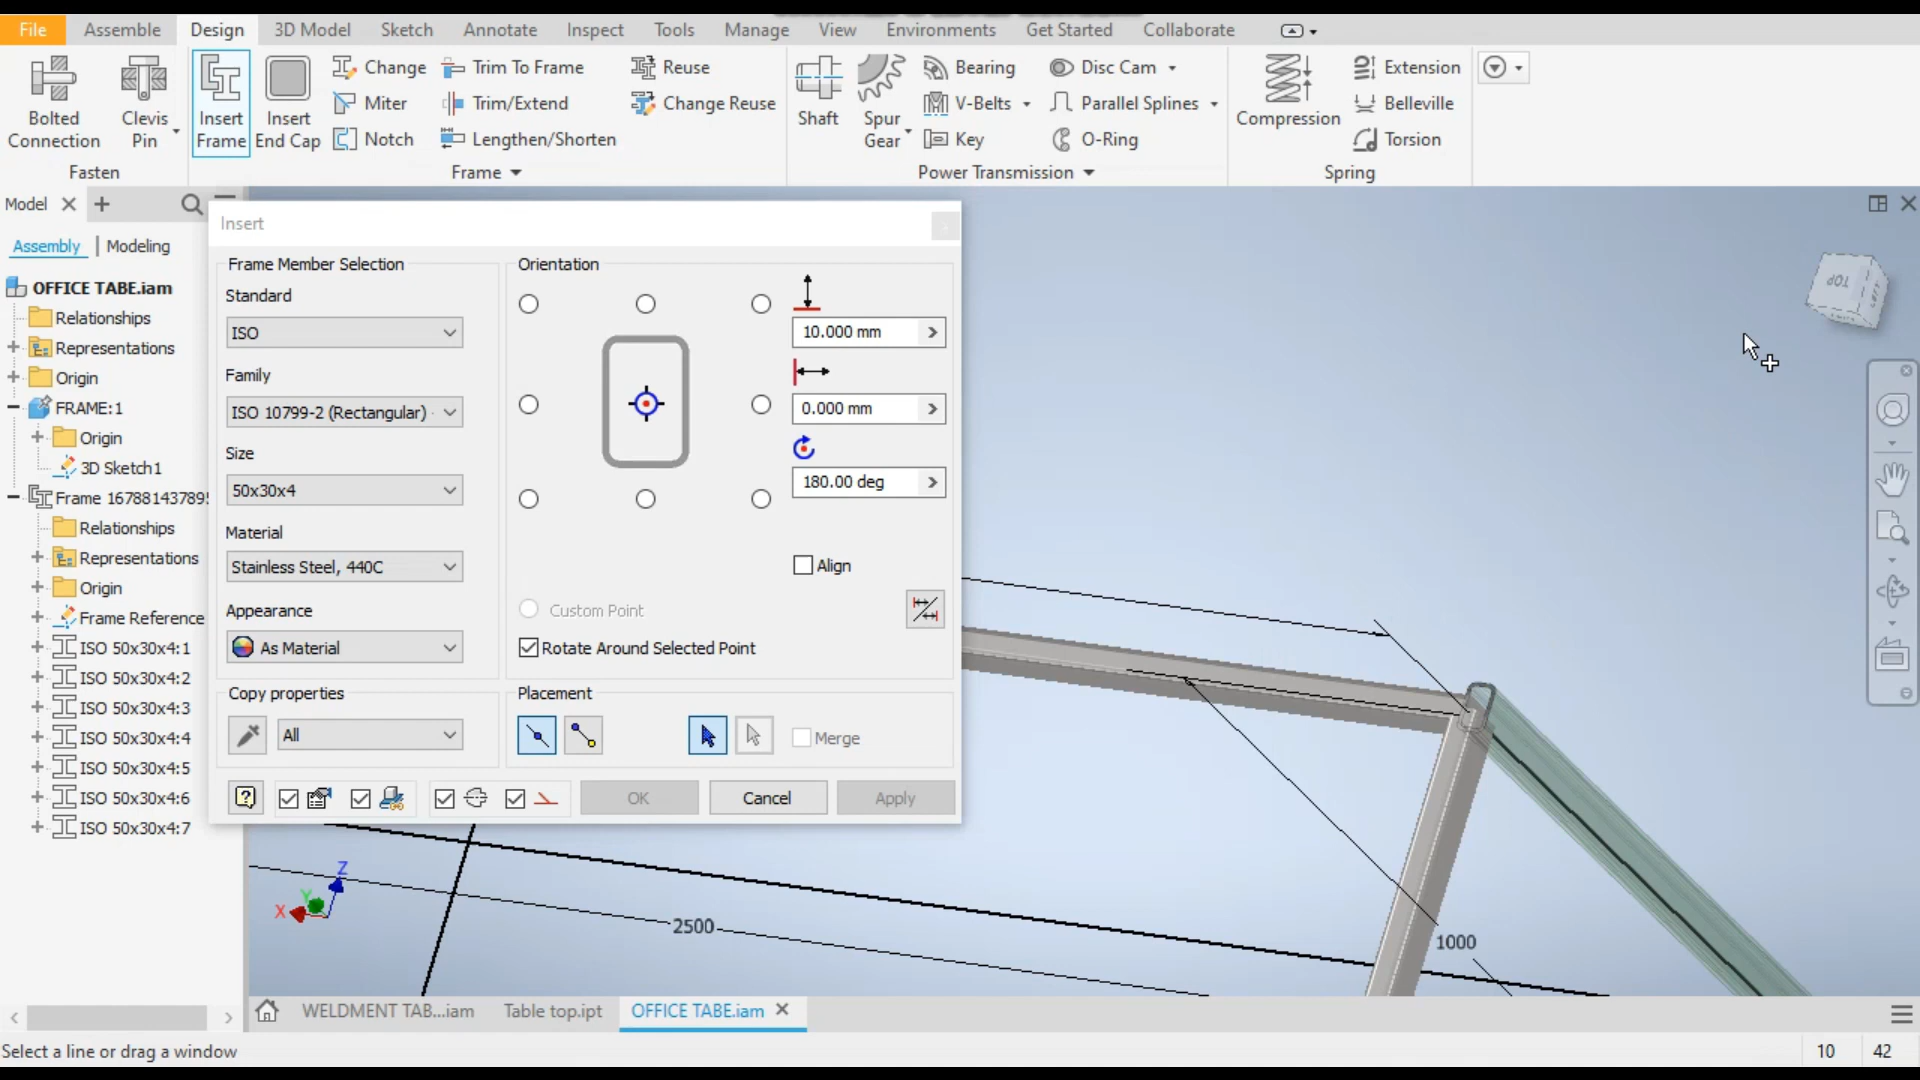 File Assemble Design 3D Model Sketch Annotate Inspect Tools Manage View Environments Get Started Collaborate
Bolted Connection
Clevis Pin
Insert Frame
Insert End Cap
Change
Miter
Notch
Trim To Frame
Trim/Extend
Lengthen/Shorten
Reuse
Change Reuse
Shaft
Spur Gear
Bearing
V-Belts
Key
Disc Cam
Parallel Splines
O-Ring
Compression
Extension
Belleville
Torsion
Fasten
Frame
Power Transmission
Spring
Model
Assembly Modeling
OFFICE TABE.iam
Relationships
Representations
Origin
FRAME:1
Origin
3D Sketch1
Frame 167881437895
Relationships
Representations
Origin
Frame Reference
ISO 50x30x4:1
ISO 50x30x4:2
ISO 50x30x4:3
ISO 50x30x4:4
ISO 50x30x4:5
ISO 50x30x4:6
ISO 50x30x4:7
Insert
Frame Member Selection
Standard
ISO
Family
ISO 10799-2 (Rectangular)
Size
50x30x4
Material
Stainless Steel, 440C
Appearance
As Material
Copy properties
All
Orientation
10.000 mm
0.000 mm
180.00 deg
Align
Custom Point
Rotate Around Selected Point
Placement
Merge
OK Cancel Apply
TOP
X Y Z
2500
1000
WELDMENT TAB...iam Table top.ipt OFFICE TABE.iam
Select a line or drag a window
10 42